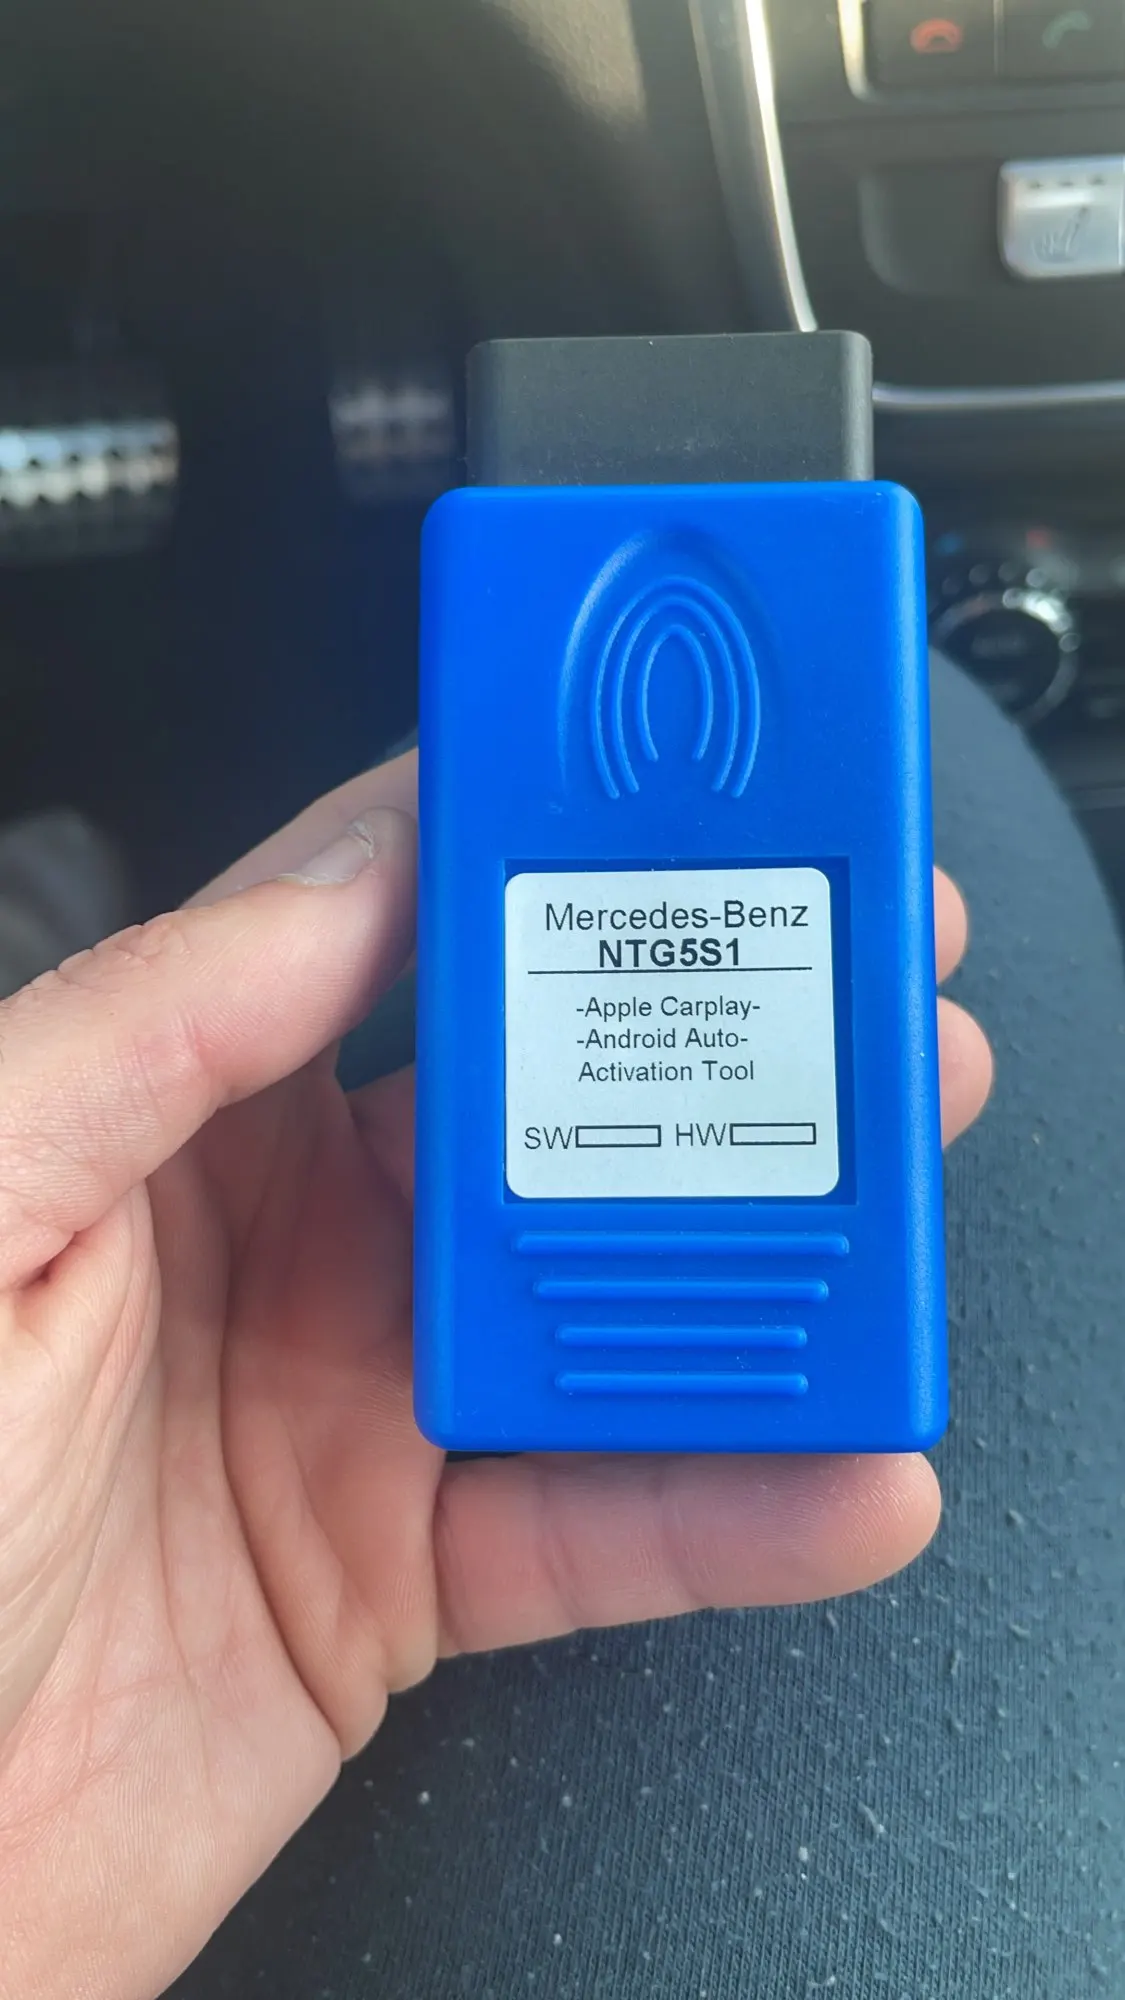 Mercedes-Benz
NTG5S1
-Apple Carplay-
-Android Auto-
Activation Tool
SW HW